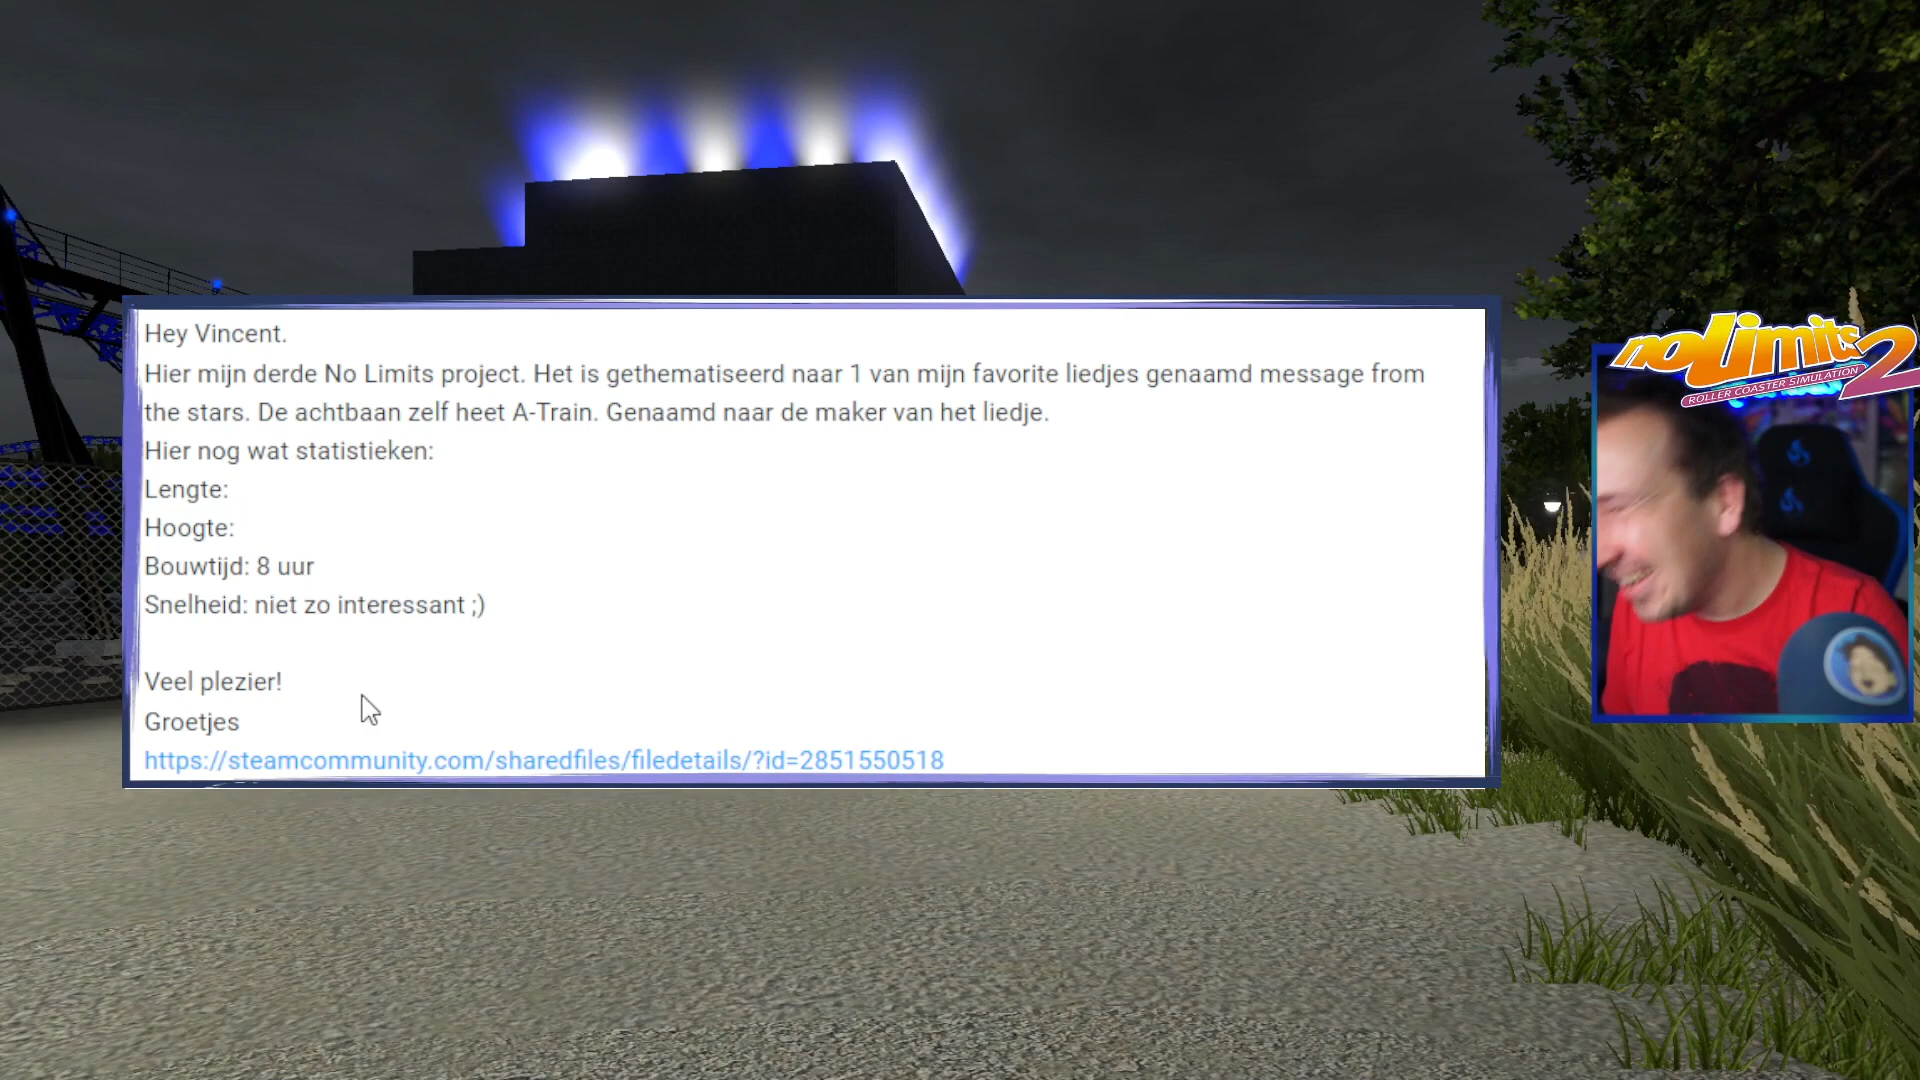 Hey Vincent.
Hier mijn derde No Limits project. Het is gethematiseerd naar 1 van mijn favorite liedjes genaamd message from
the stars. De achtbaan zelf heet A-Train. Genaamd naar de maker van het liedje.
Hier nog wat statistieken:
Lengte:
Hoogte:
Bouwtijd: 8 uur
Snelheid: niet zo interessant ;)
Veel plezier!
Groetjes
https://steamcommunity.com/sharedfiles/filedetails/?id=2851550518
noLimits 2
ROLLER COASTER SIMULATION